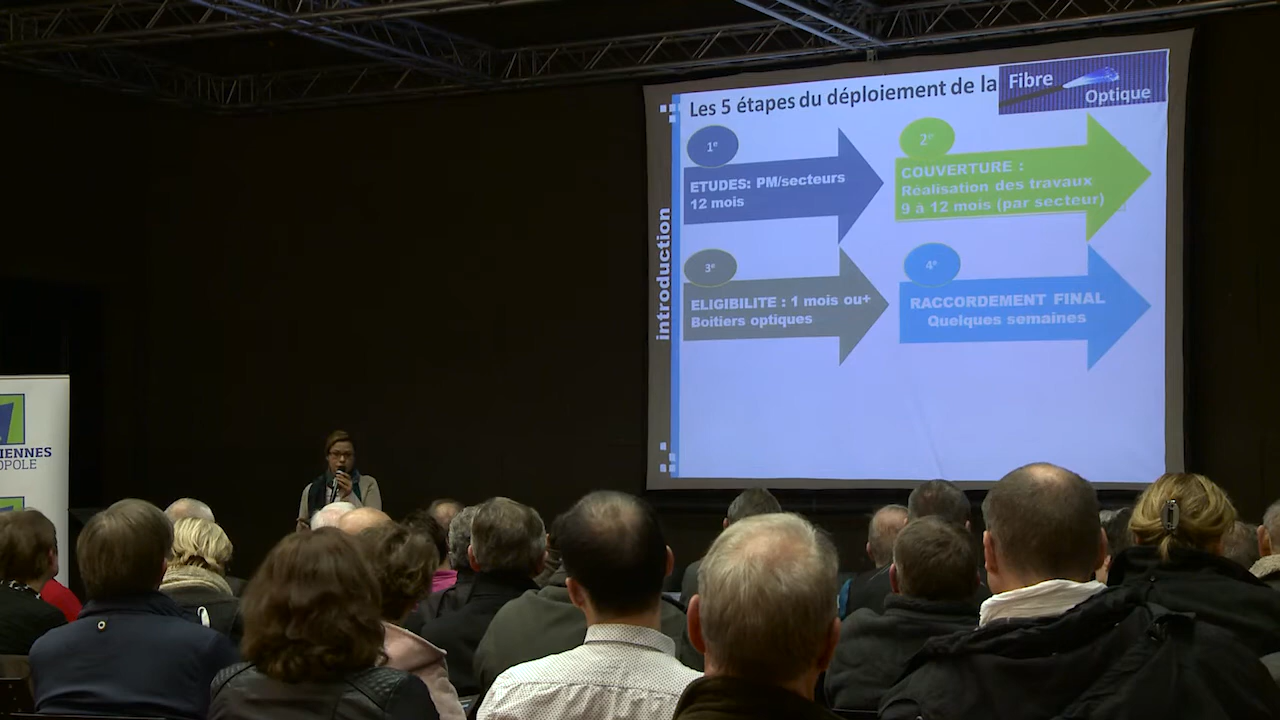 Les 5 étapes du déploiement de la
Fibre
Optique
1e
ETUDES: PM/secteurs
12 mois
2e
COUVERTURE :
Réalisation des travaux
9 à 12 mois (par secteur)
3e
ELIGIBILITE : 1 mois ou+
Boitiers optiques
4e
RACCORDEMENT FINAL
Quelques semaines
introduction
IENNES
OPOLE